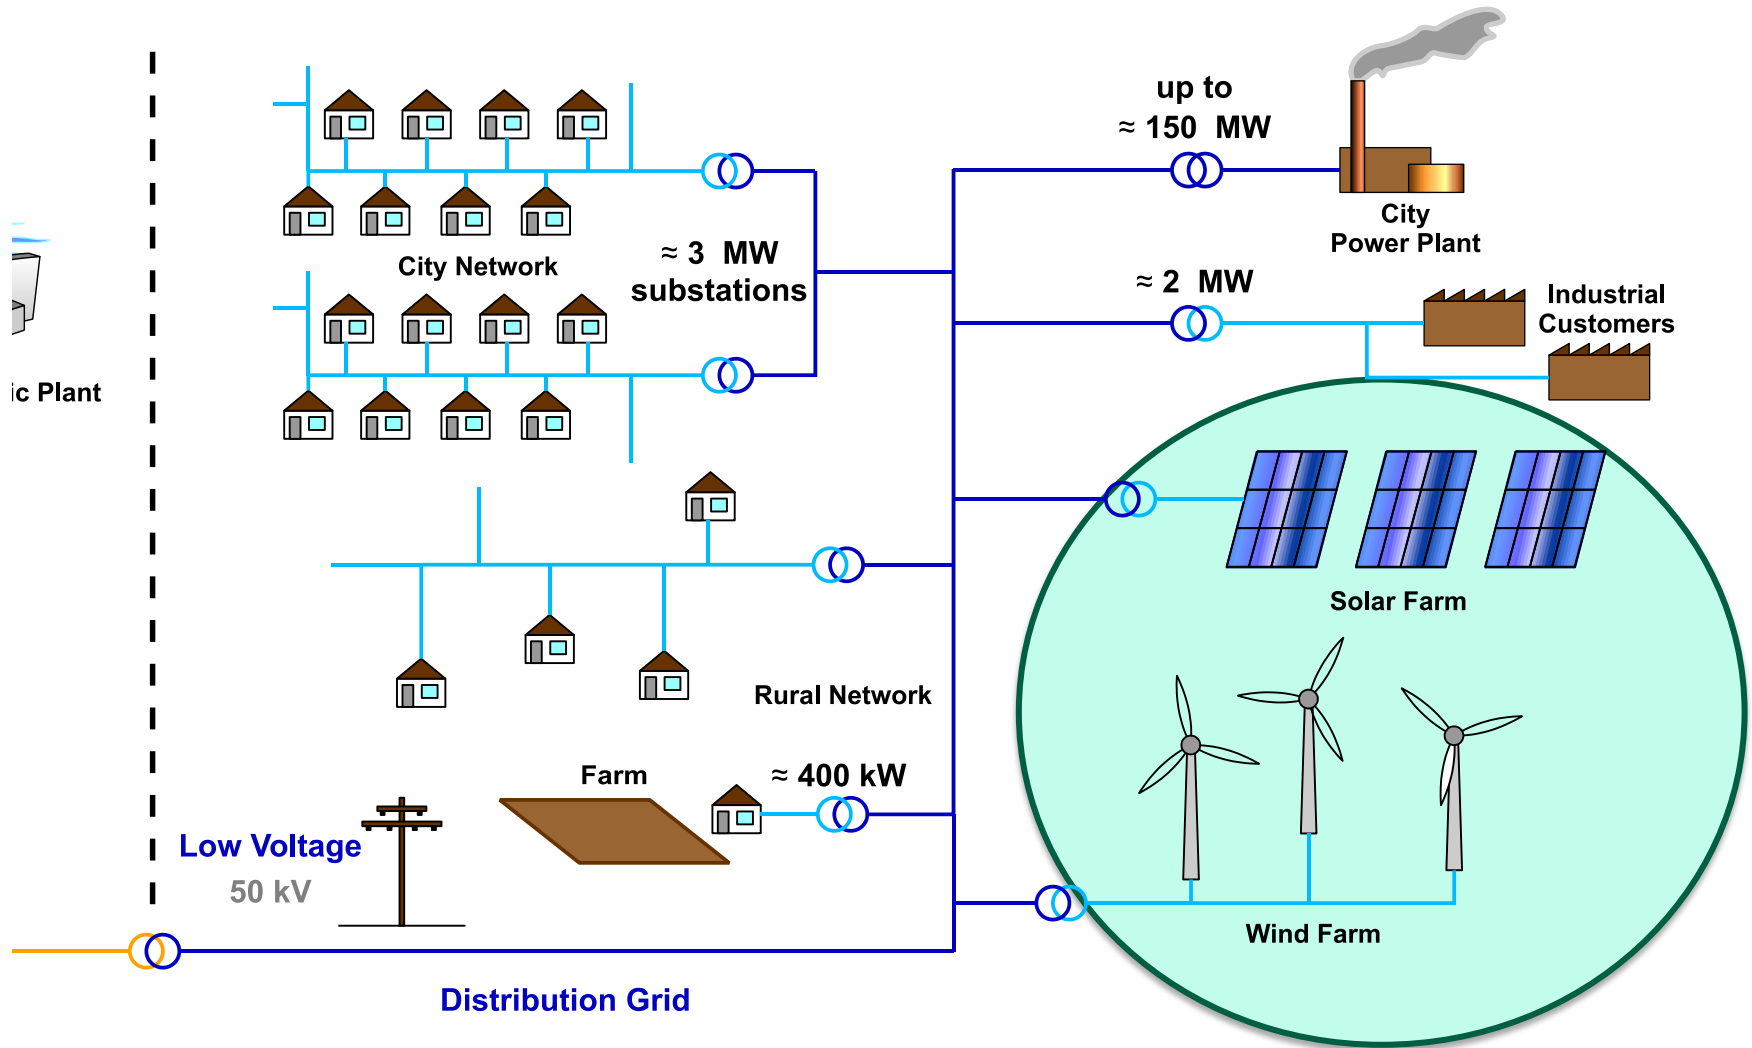 up to
≈ 150 MW
City
Power Plant
City Network
≈ 3 MW
substations
≈ 2 MW
Industrial
Customers
ic Plant
Solar Farm
Rural Network
Farm
≈ 400 kW
Low Voltage
50 kV
Wind Farm
Distribution Grid